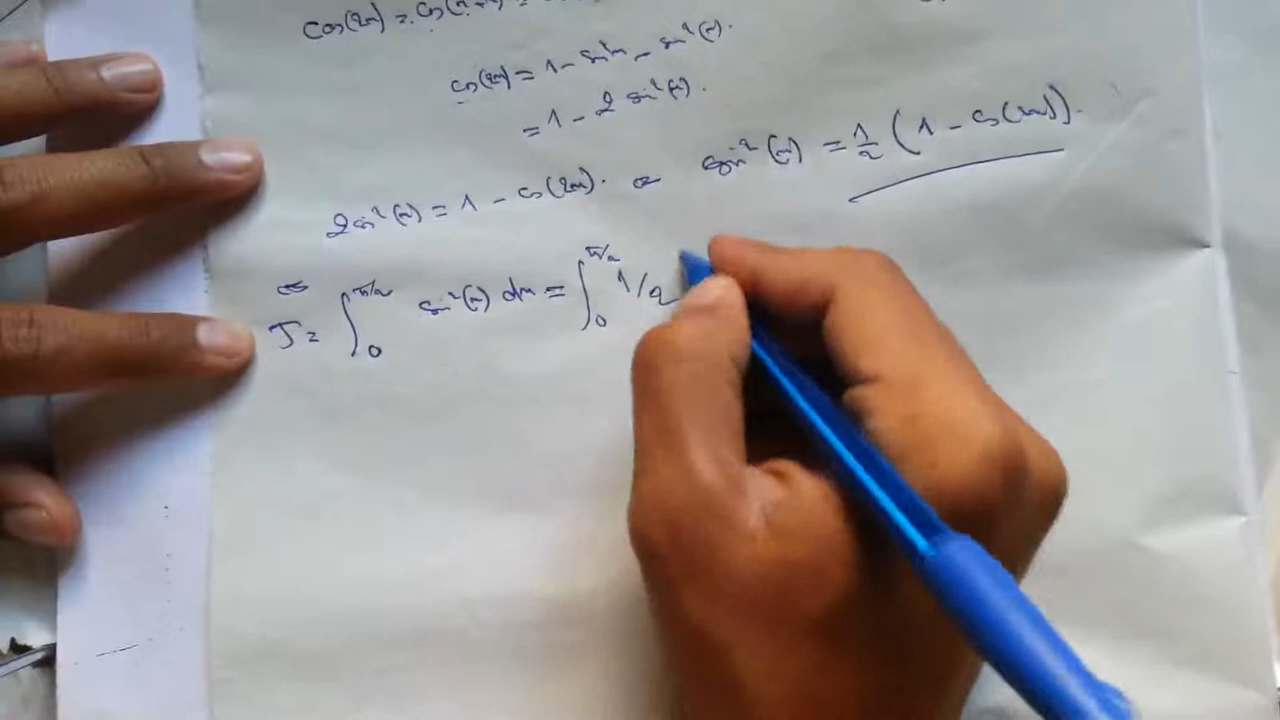 cos(2x) = cos(x+x) =
cos(2x) = 1 - sin²x - sin²(x).
= 1 - 2 sin²(x).
2sin²(x) = 1 - cos(2x). sin²(x) = 1/2 (1 - cos(2x)).
J = ∫₀^π/2 sin²(x) dx = ∫₀^π/2 1/2